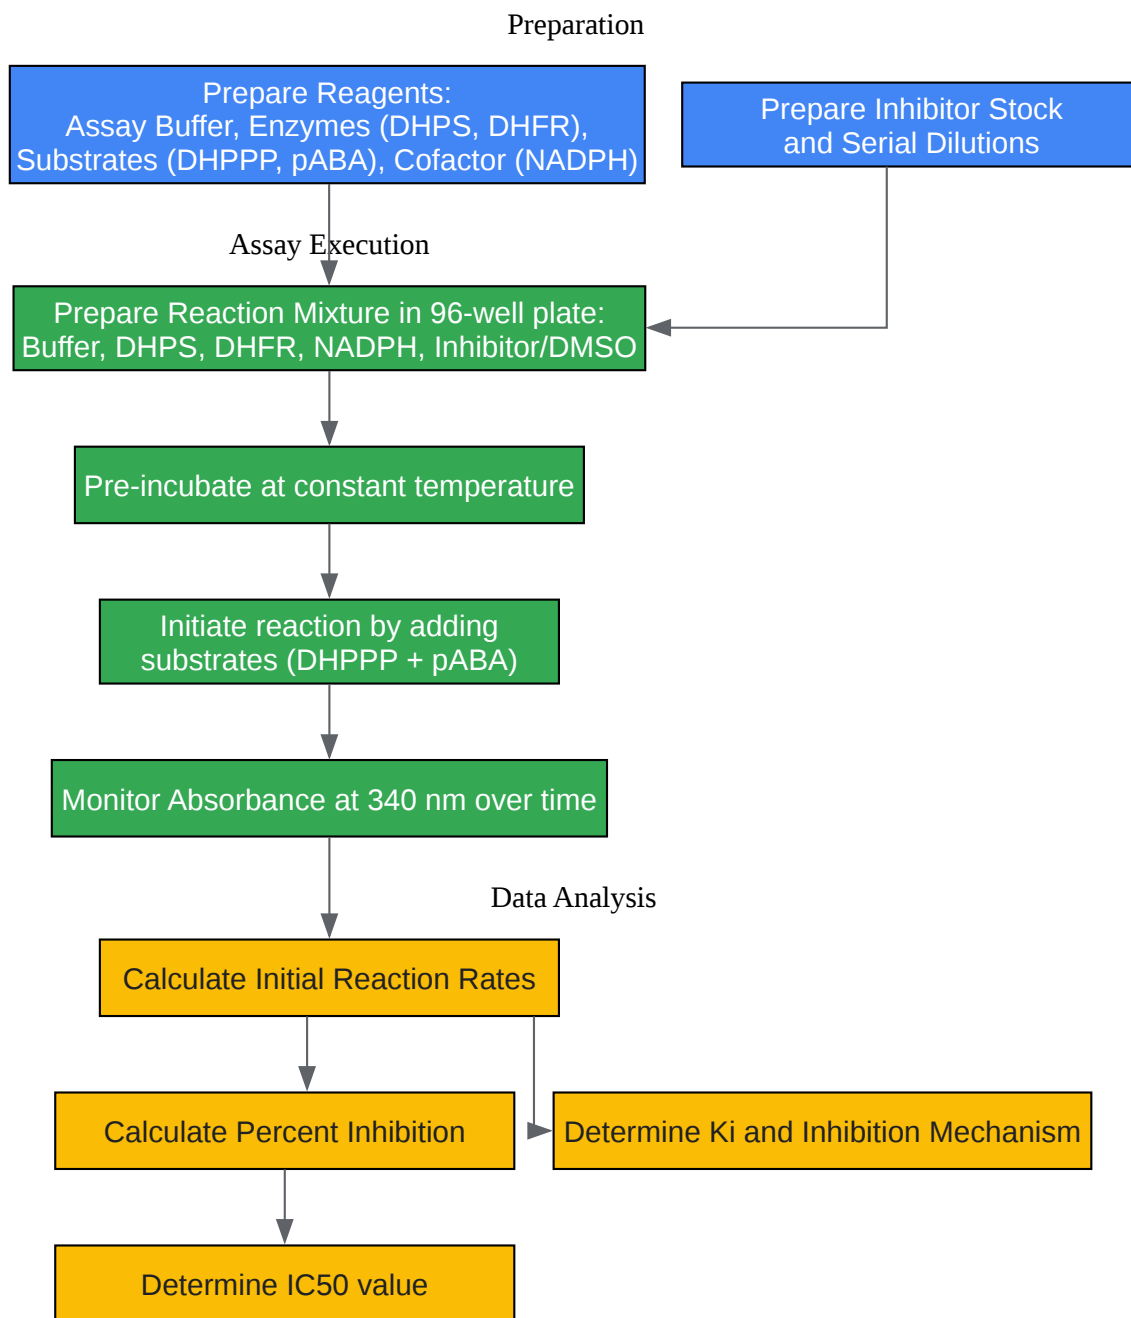 Preparation
Prepare Reagents:
Assay Buffer, Enzymes (DHPS, DHFR),
Substrates (DHPPP, pABA), Cofactor (NADPH)
Prepare Inhibitor Stock
and Serial Dilutions
Assay Execution
Prepare Reaction Mixture in 96-well plate:
Buffer, DHPS, DHFR, NADPH, Inhibitor/DMSO
Pre-incubate at constant temperature
Initiate reaction by adding
substrates (DHPPP + pABA)
Monitor Absorbance at 340 nm over time
Data Analysis
Calculate Initial Reaction Rates
Calculate Percent Inhibition
Determine Ki and Inhibition Mechanism
Determine IC50 value